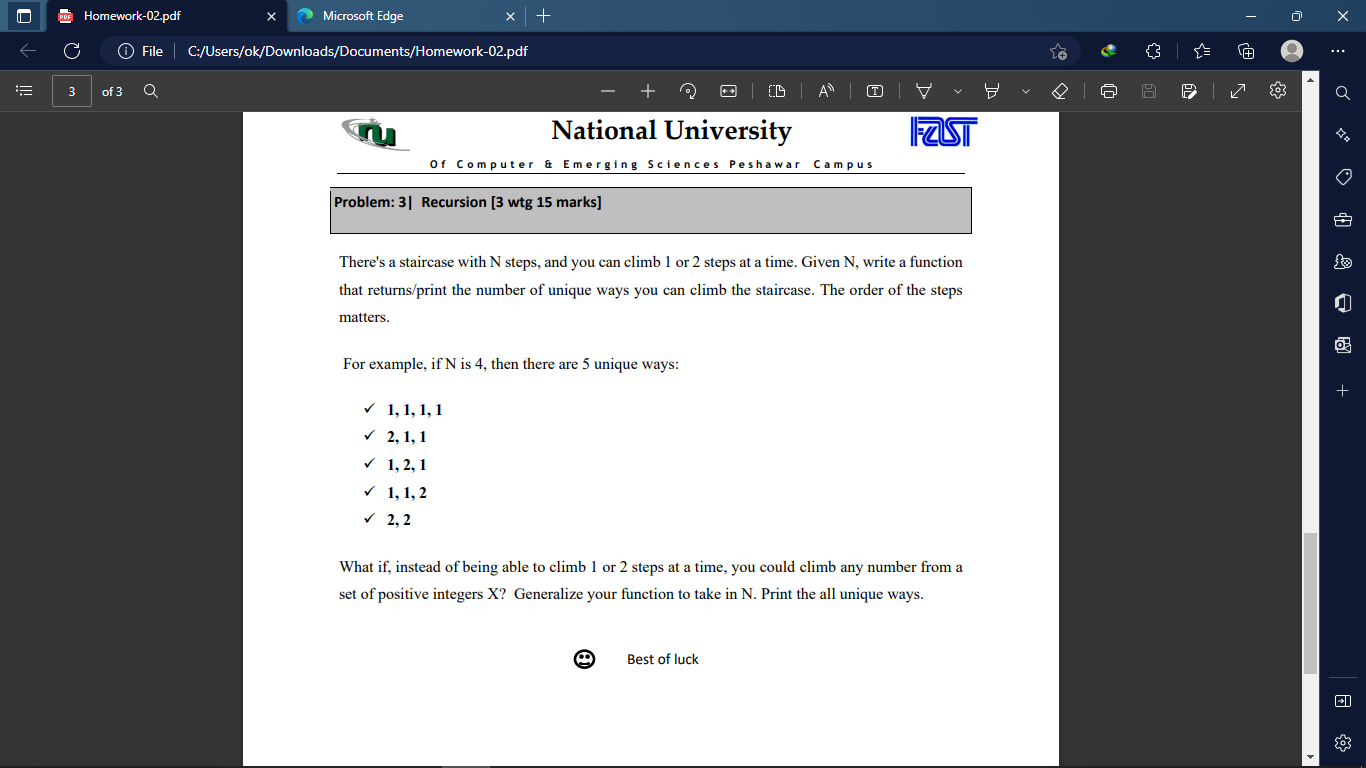 Homework-02.pdf
Microsoft Edge
File
C:/Users/ok/Downloads/Documents/Homework-02.pdf
3
of 3
nu
National University
FAST
Of Computer & Emerging Sciences Peshawar Campus
Problem: 3| Recursion [3 wtg 15 marks]
There's a staircase with N steps, and you can climb 1 or 2 steps at a time. Given N, write a function
that returns/print the number of unique ways you can climb the staircase. The order of the steps
matters.
For example, if N is 4, then there are 5 unique ways:
✓ 1, 1, 1, 1
✓ 2, 1, 1
✓ 1, 2, 1
✓ 1, 1, 2
✓ 2, 2
What if, instead of being able to climb 1 or 2 steps at a time, you could climb any number from a
set of positive integers X? Generalize your function to take in N. Print the all unique ways.
Best of luck